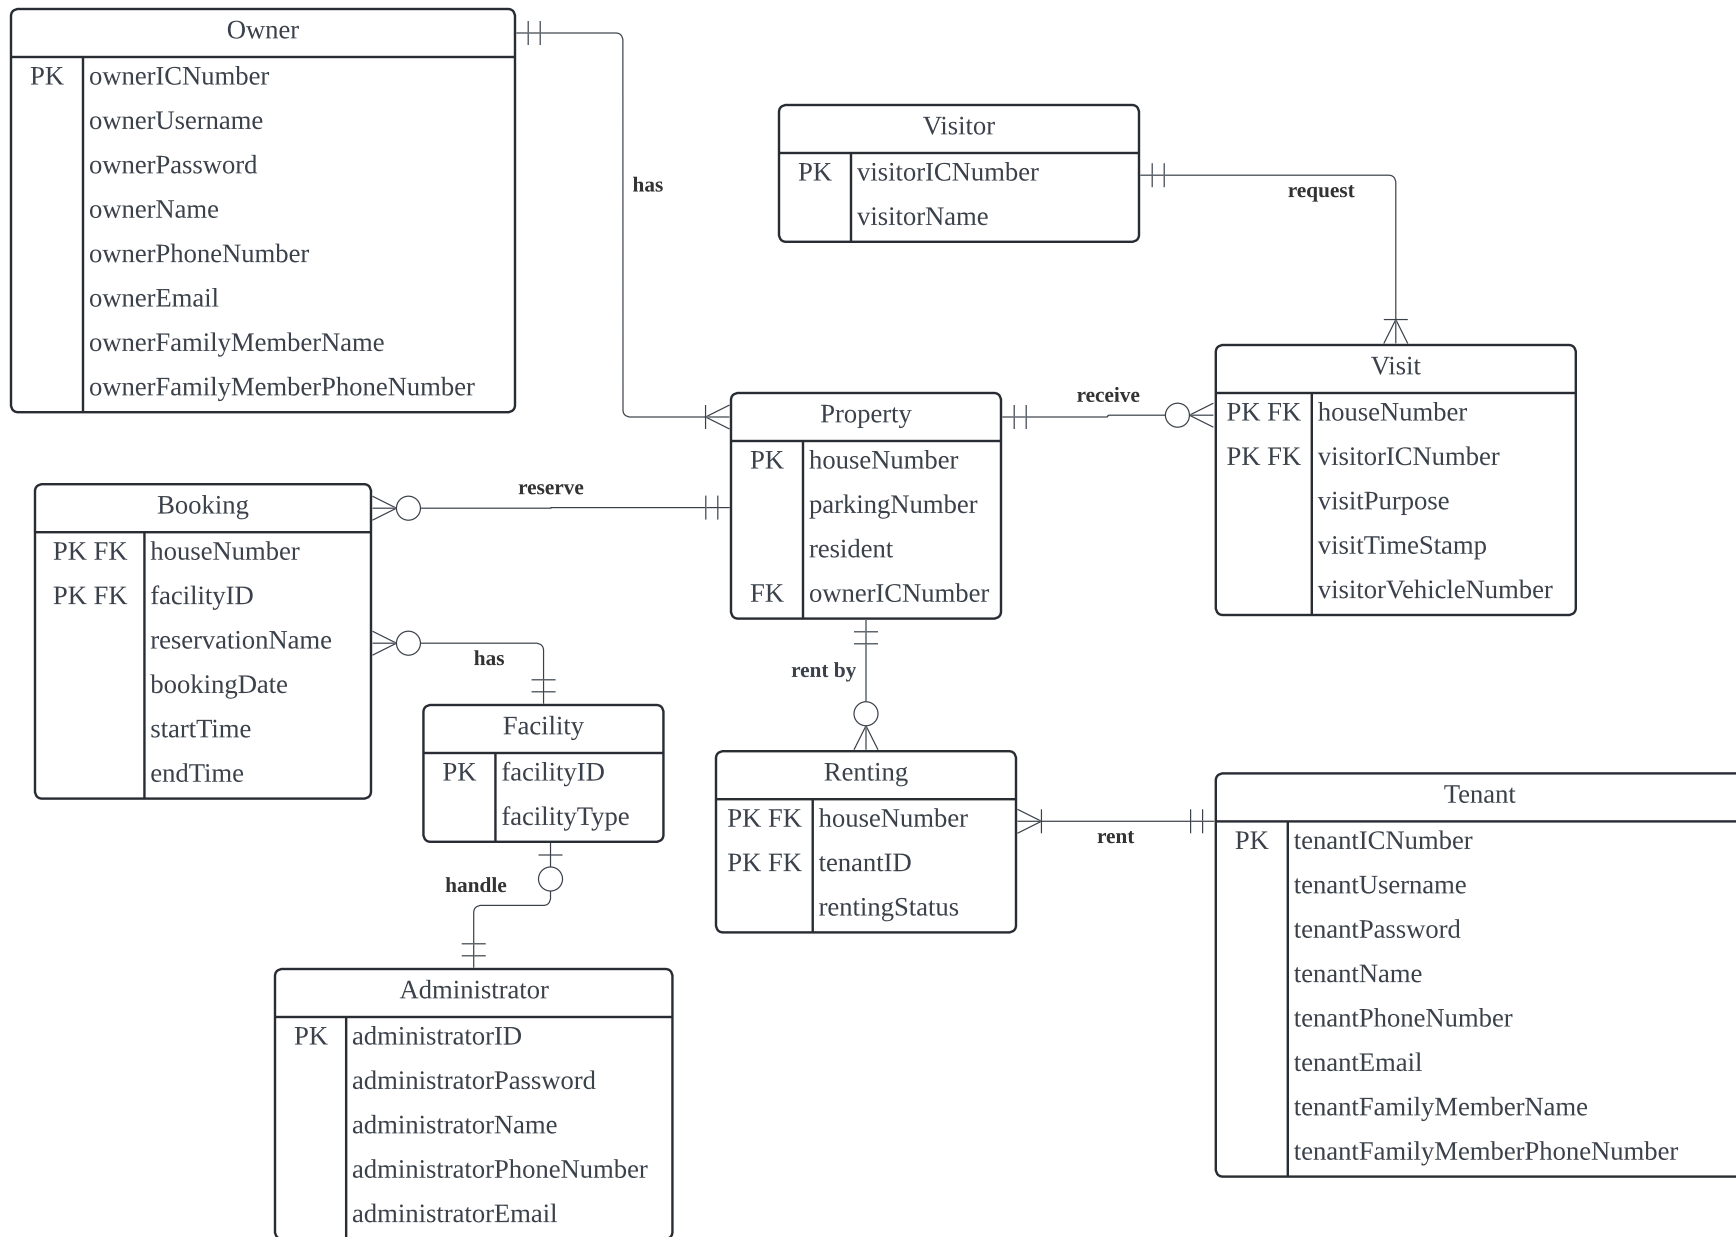 Owner
PK ownerICNumber
ownerUsername
ownerPassword
ownerName
ownerPhoneNumber
ownerEmail
ownerFamilyMemberName
ownerFamilyMemberPhoneNumber
has
Visitor
PK visitorICNumber
visitorName
request
Visit
PK FK houseNumber
PK FK visitorICNumber
visitPurpose
visitTimeStamp
visitorVehicleNumber
receive
Property
PK houseNumber
parkingNumber
resident
FK ownerICNumber
reserve
Booking
PK FK houseNumber
PK FK facilityID
reservationName
bookingDate
startTime
endTime
has
Facility
PK facilityID
facilityType
rent by
Renting
PK FK houseNumber
PK FK tenantID
rentingStatus
rent
Tenant
PK tenantICNumber
tenantUsername
tenantPassword
tenantName
tenantPhoneNumber
tenantEmail
tenantFamilyMemberName
tenantFamilyMemberPhoneNumber
handle
Administrator
PK administratorID
administratorPassword
administratorName
administratorPhoneNumber
administratorEmail